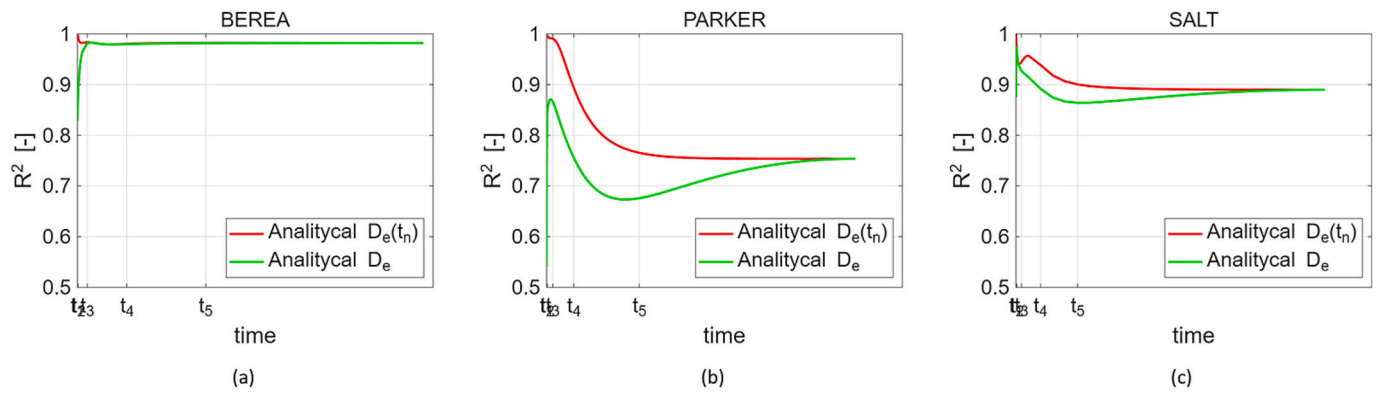 BEREA
1
0.9
0.8
0.7
0.6
0.5
R² [-]
Analitycal Dₑ(tₙ)
Analitycal Dₑ
t₄
t₅
time
(a)
PARKER
1
0.9
0.8
0.7
0.6
0.5
R² [-]
Analitycal Dₑ(tₙ)
Analitycal Dₑ
t₄
t₅
time
(b)
SALT
1
0.9
0.8
0.7
0.6
0.5
R² [-]
Analitycal Dₑ(tₙ)
Analitycal Dₑ
t₄
t₅
time
(c)